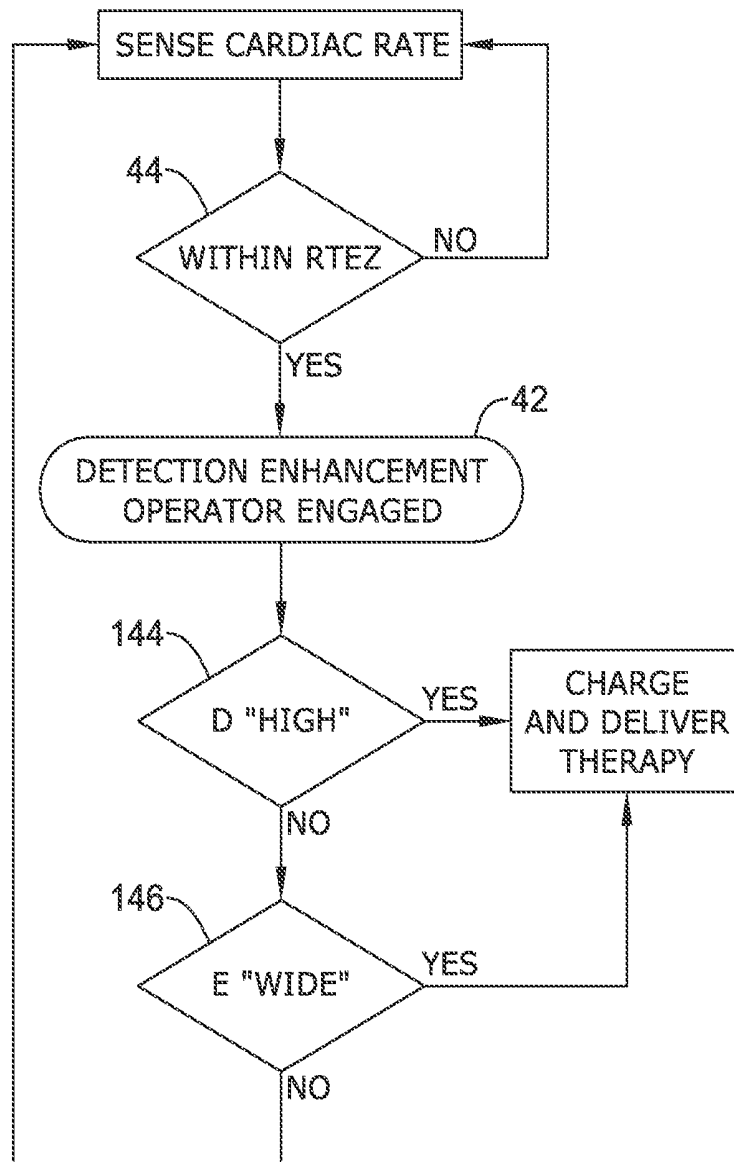 SENSE CARDIAC RATE
44
WITHIN RTEZ
NO
YES
42
DETECTION ENHANCEMENT
OPERATOR ENGAGED
144
D "HIGH"
YES
CHARGE
AND DELIVER
THERAPY
NO
146
E "WIDE"
YES
NO